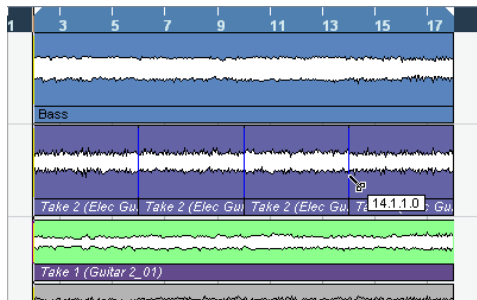 1 3 5 7 9 11 13 15 17
Bass
Take 2 (Elec Gu. Take 2 (Elec Gu. Take 2 (Elec Gu. T c Gu.
14.1.1.0
Take 1 (Guitar 2_01)